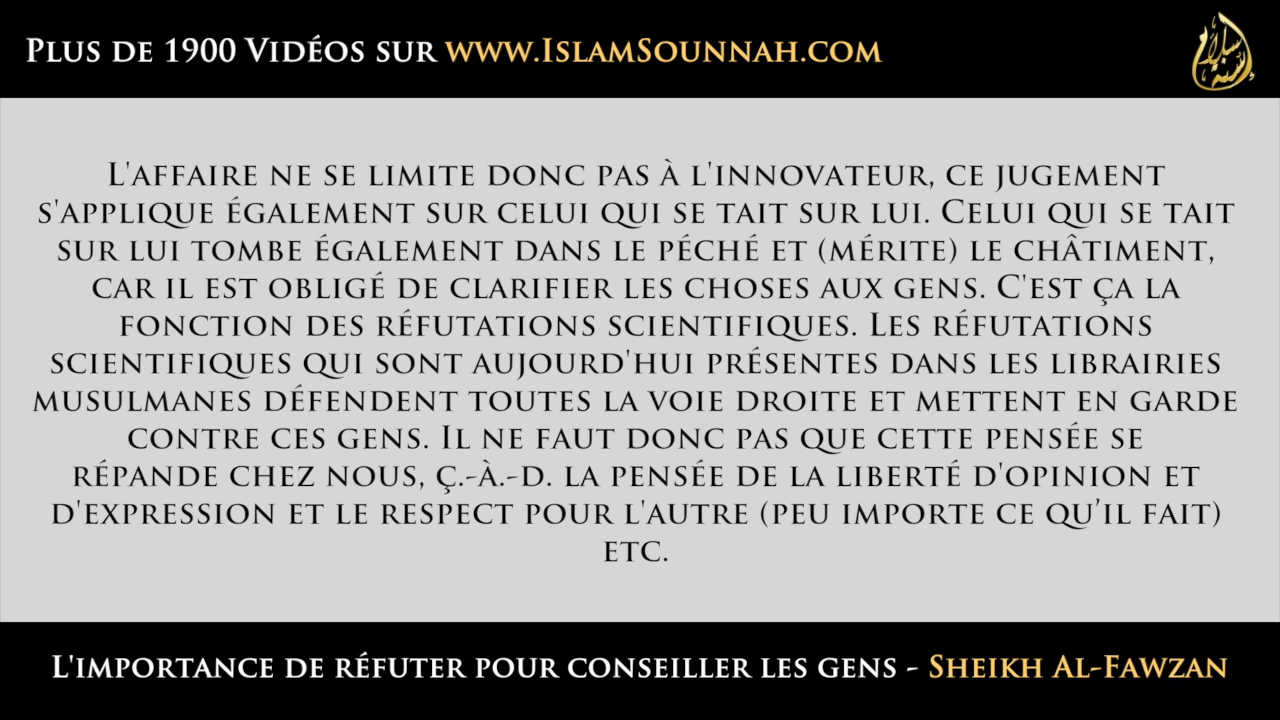 Plus de 1900 Vidéos sur www.IslamSounnah.com
L'affaire ne se limite donc pas à l'innovateur, ce jugement
s'applique également sur celui qui se tait sur lui. Celui qui se tait
sur lui tombe également dans le péché et (mérite) le châtiment,
car il est obligé de clarifier les choses aux gens. C'est ça la
fonction des réfutations scientifiques. Les réfutations
scientifiques qui sont aujourd'hui présentes dans les librairies
musulmanes défendent toutes la voie droite et mettent en garde
contre ces gens. Il ne faut donc pas que cette pensée se
répande chez nous, ç.-à.-d. la pensée de la liberté d'opinion et
d'expression et le respect pour l'autre (peu importe ce qu’il fait)
etc.
L'importance de réfuter pour conseiller les gens - Sheikh Al-Fawzan